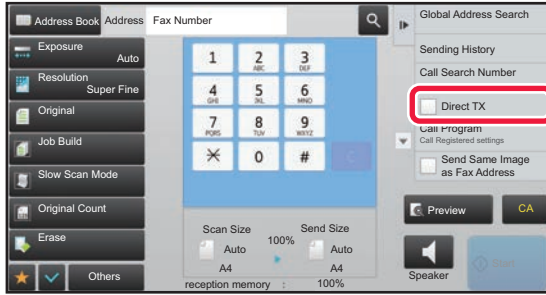 Address Book
Address
Fax Number
Exposure
Auto
Resolution
Super Fine
Original
Job Build
Slow Scan Mode
Original Count
Erase
Others
1
2
ABC
3
DEF
4
GHI
5
JKL
6
MNO
7
PQRS
8
TUV
9
WXYZ
0
#
C
Scan Size
Send Size
Auto
100%
Auto
A4
A4
reception memory : 100%
Global Address Search
Sending History
Call Search Number
Direct TX
Call Program
Call Registered settings
Send Same Image
as Fax Address
Preview
CA
Speaker
Start